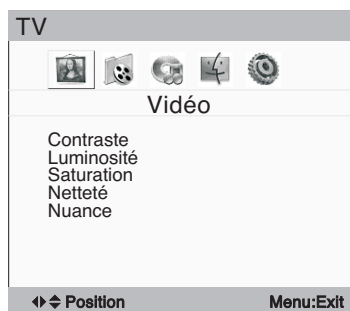 TV
Vidéo
Contraste
Luminosité
Saturation
Netteté
Nuance
Position Menu:Exit